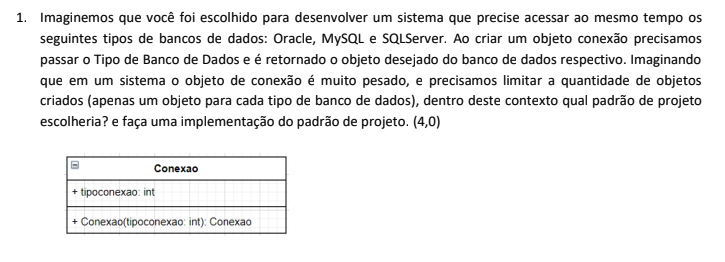 1. Imaginemos que você foi escolhido para desenvolver um sistema que precise acessar ao mesmo tempo os
seguintes tipos de bancos de dados: Oracle, MySQL e SQLServer. Ao criar um objeto conexão precisamos
passar o Tipo de Banco de Dados e é retornado o objeto desejado do banco de dados respectivo. Imaginando
que em um sistema o objeto de conexão é muito pesado, e precisamos limitar a quantidade de objetos
criados (apenas um objeto para cada tipo de banco de dados), dentro deste contexto qual padrão de projeto
escolheria? e faça uma implementação do padrão de projeto. (4,0)
Conexao
+ tipoconexao: int
+ Conexao(tipoconexao: int): Conexao